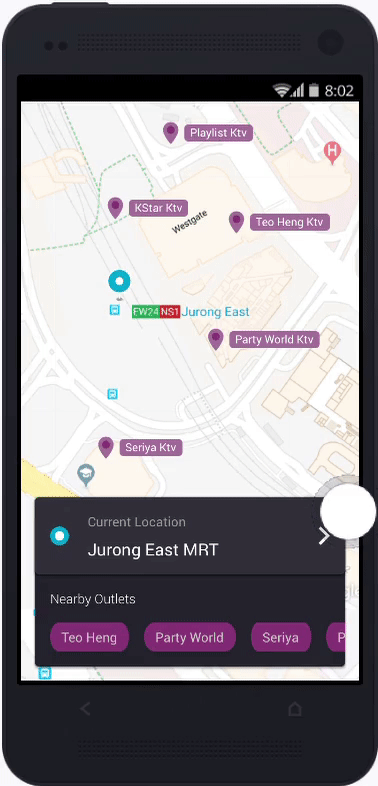 8:02
Playlist Ktv
H
KStar Ktv
Westgate
Teo Heng Ktv
EW24 NS1 Jurong East
Party World Ktv
Seriya Ktv
Current Location
Jurong East MRT
Nearby Outlets
Teo Heng
Party World
Seriya
P